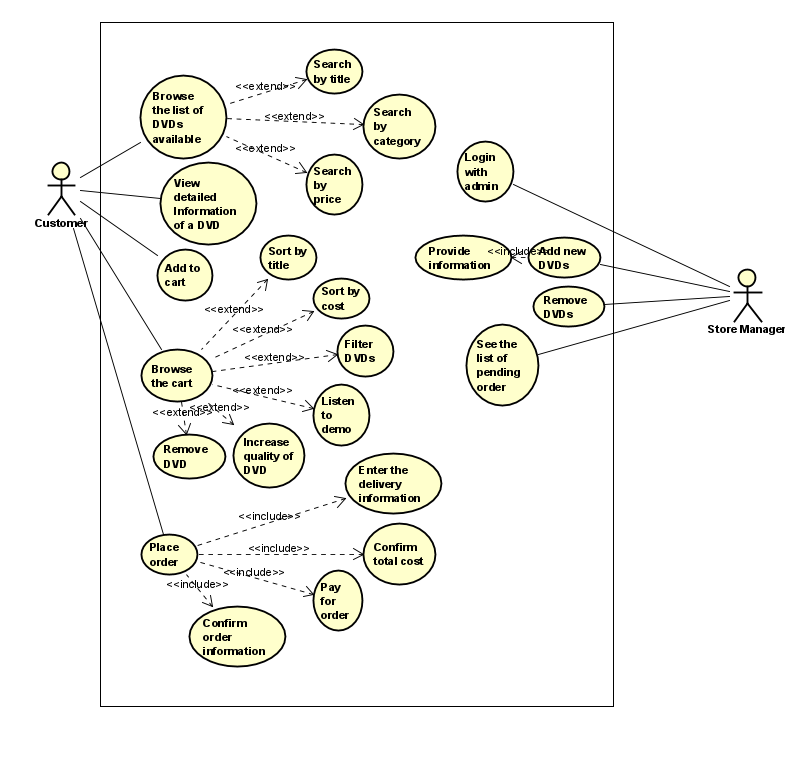 Search
by title
<<extend>>
Browse
the list of
DVDs
available
<<extend>>
Search
by
category
<<extend>>
Search
by
price
Login
with
admin
View
detailed
Information
of a DVD
Customer
Add to
cart
Sort by
title
Provide
information
<<include>>
Add new
DVDs
Sort by
cost
<<extend>>
<<extend>>
Remove
DVDs
Store Manager
Filter
DVDs
<<extend>>
See the
list of
pending
order
Browse
the cart
<<extend>>
Listen
to
demo
<<extend>>
<<extend>>
Remove
DVD
Increase
quality of
DVD
Enter the
delivery
information
<<include>>
Place
order
<<include>>
Confirm
total cost
<<include>>
Pay
for
order
<<include>>
Confirm
order
information